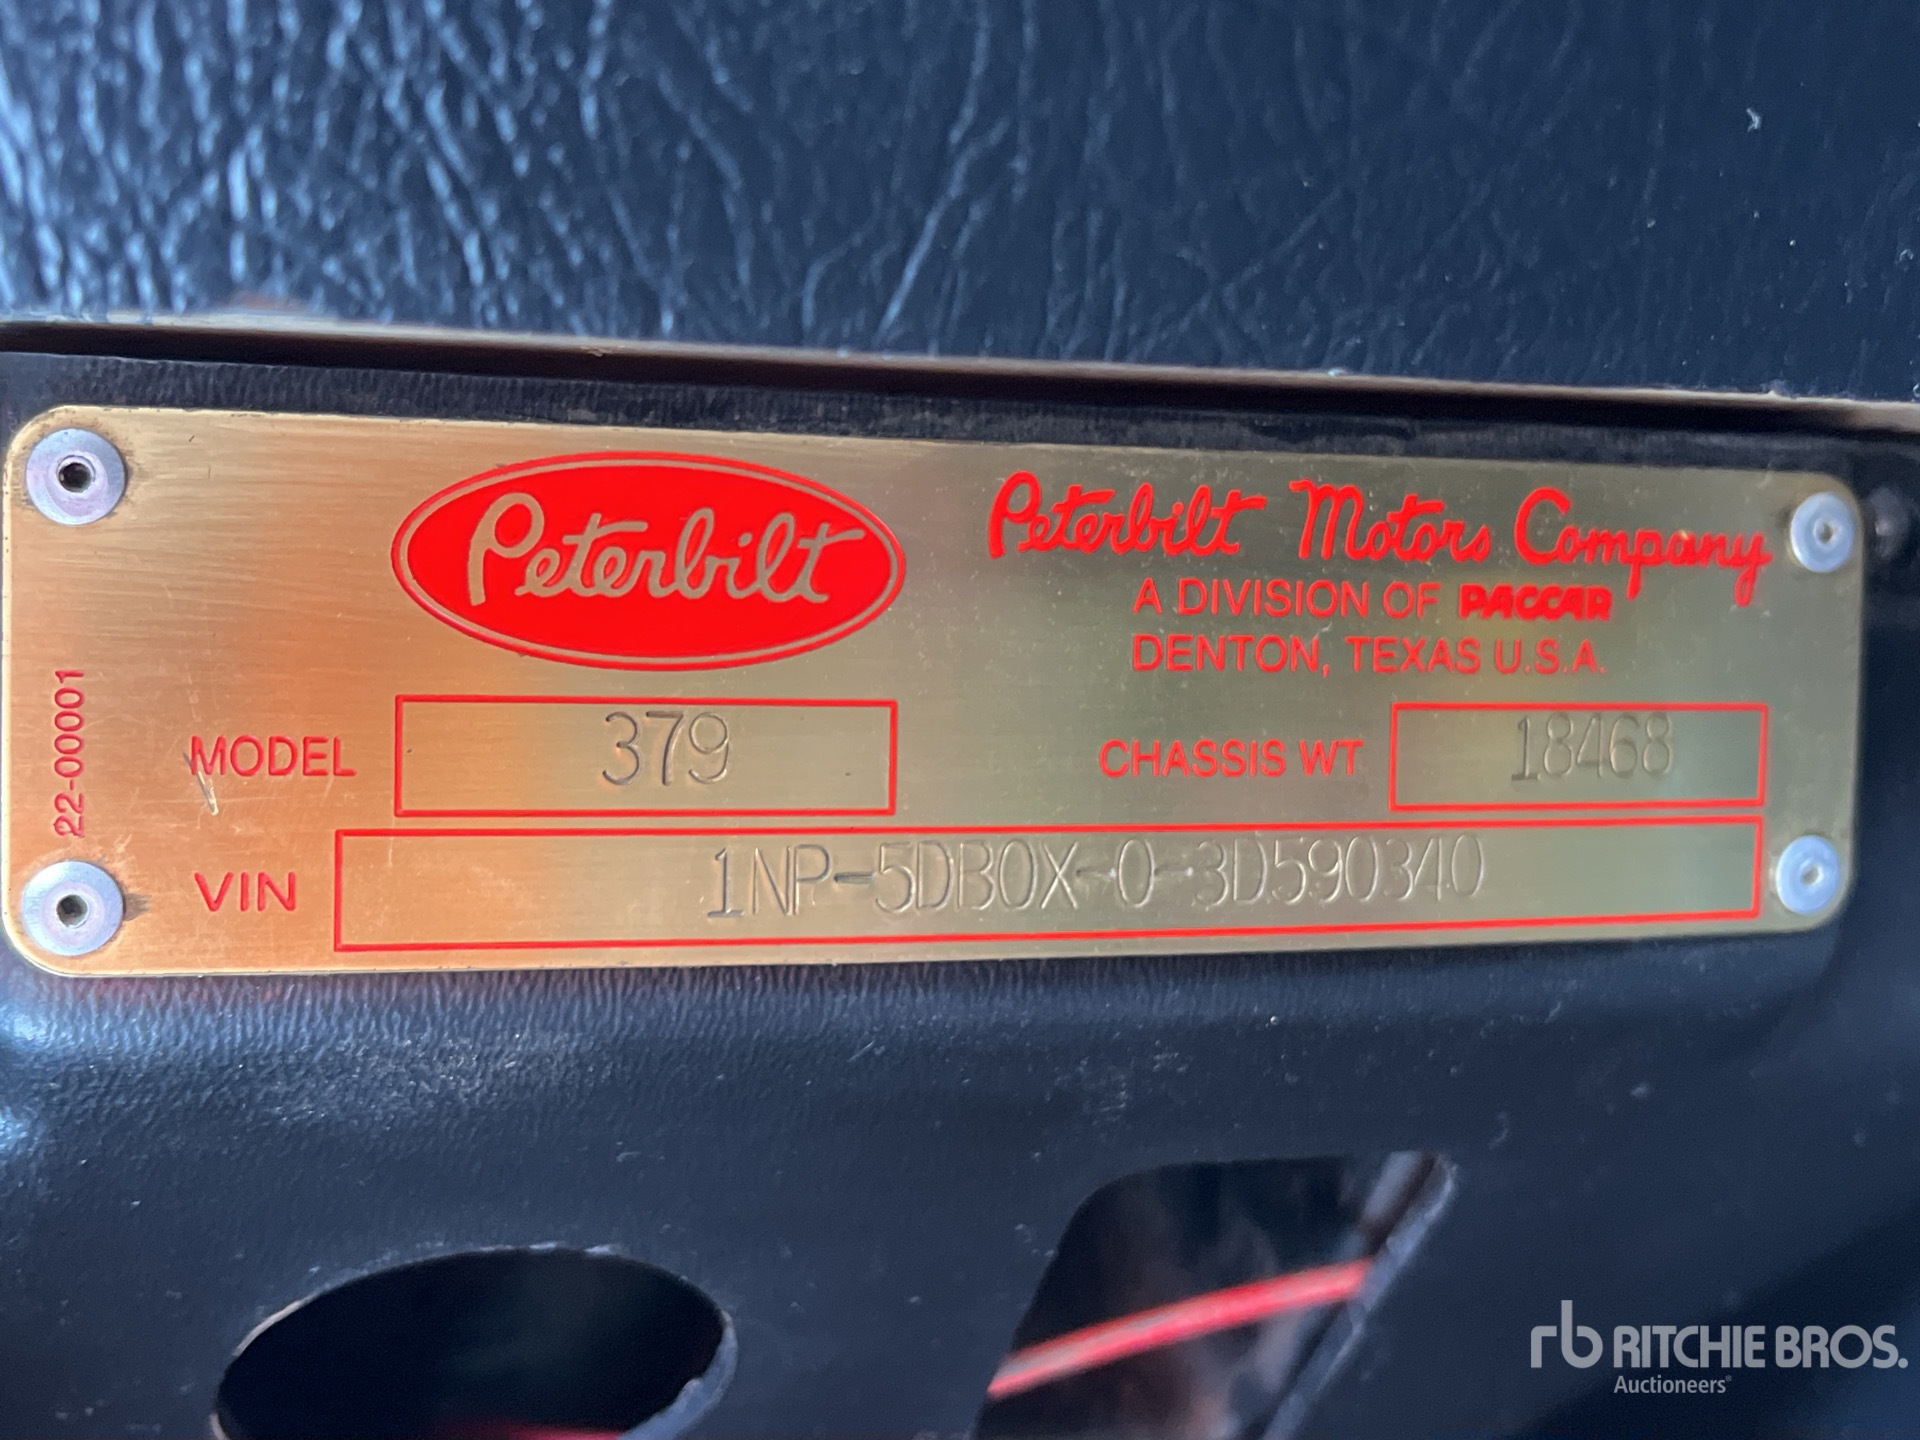 Peterbilt
Peterbilt Motors Company
A DIVISION OF PACCAR
DENTON, TEXAS U.S.A.
22-00001
MODEL 379
CHASSIS WT 18468
VIN 1NP-5DB0X-0-3D590340
rb RITCHIE BROS.
Auctioneers®